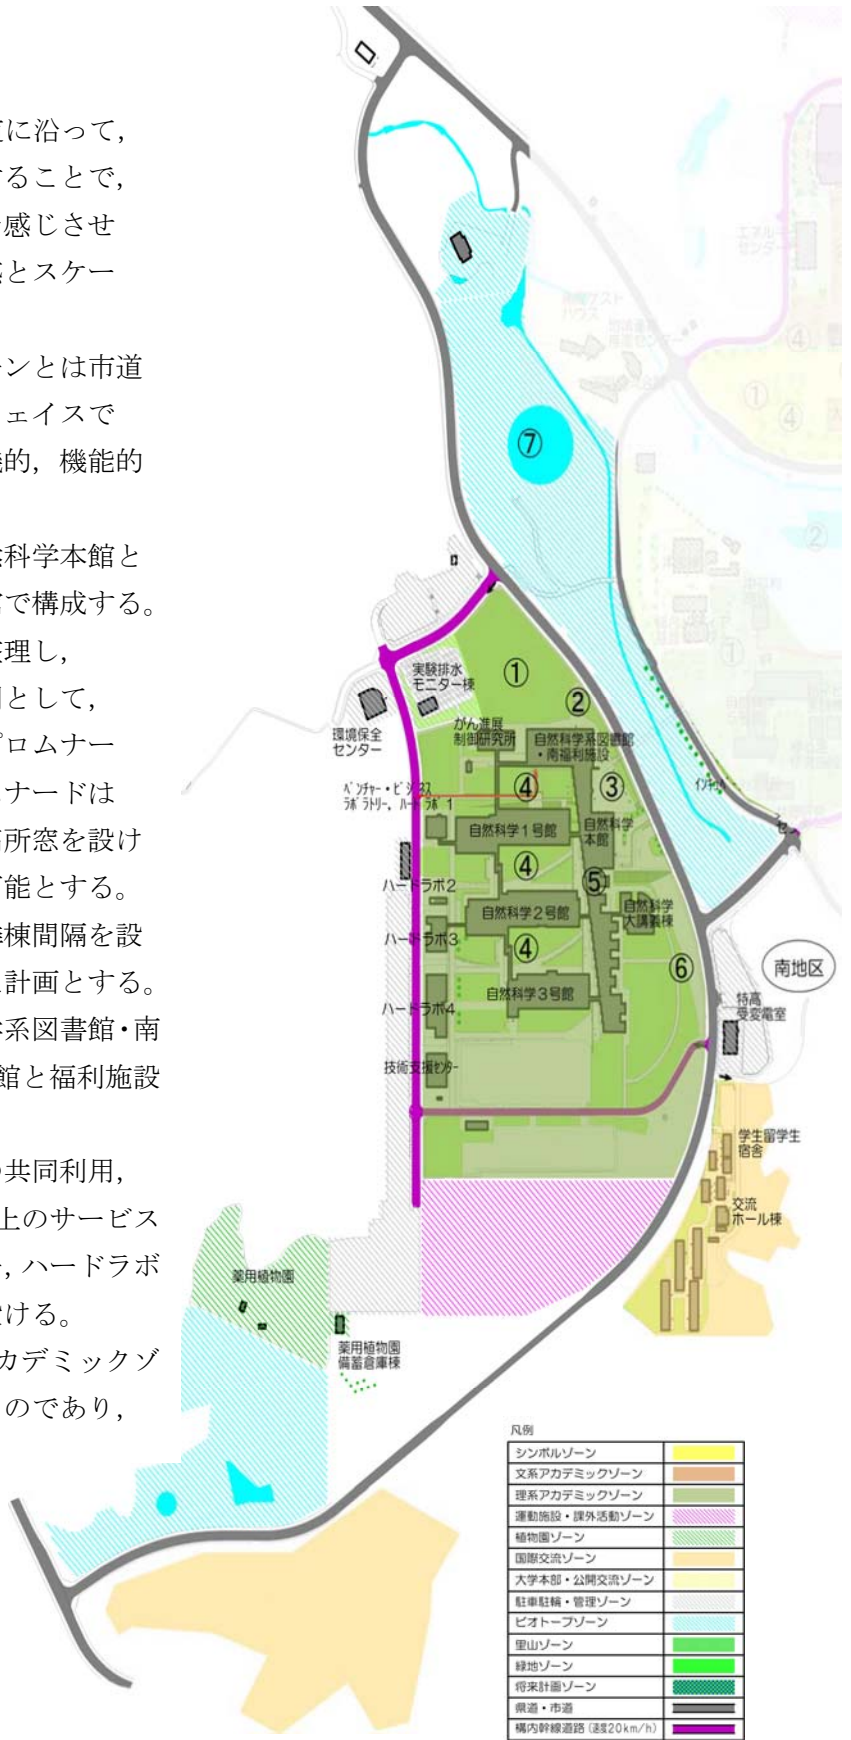 に沿って,
ることで,
感じさせ
とスケー
ーンとは市道
ェイスで
的, 機能的
科学本館と
で構成する。
理し,
として,
プロムナー
ナードは
所窓を設け
能とする。
棟間隔を設
計画とする。
系図書館・南
館と福利施設
共同利用,
上のサービス
, ハードラボ
ける。
カデミックゾ
のであり,
エネルギー
センター
⑦
①
④
①
④
②
①
実験排水
モニター棟
環境保全
センター
①
②
がん進展
制御研究所
自然科学系図書館
・南福利施設
③
④
ベンチャー・ビジネス
ラボラトリー, ハードラボ1
自然科学1号館
自然科学
本館
④
⑤
ハードラボ2
自然科学2号館
自然科学
大講義棟
ハードラボ3
④
⑥
南地区
自然科学3号館
ハードラボ4
特高
受変電室
技術支援センター
学生留学生
宿舎
交流
ホール棟
薬用植物園
薬用植物園
備蓄倉庫棟
凡例
シンボルゾーン
文系アカデミックゾーン
理系アカデミックゾーン
運動施設・課外活動ゾーン
植物園ゾーン
国際交流ゾーン
大学本部・公開交流ゾーン
駐車駐輪・管理ゾーン
ビオトープゾーン
里山ゾーン
緑地ゾーン
将来計画ゾーン
県道・市道
構内幹線道路(速度20km/h)